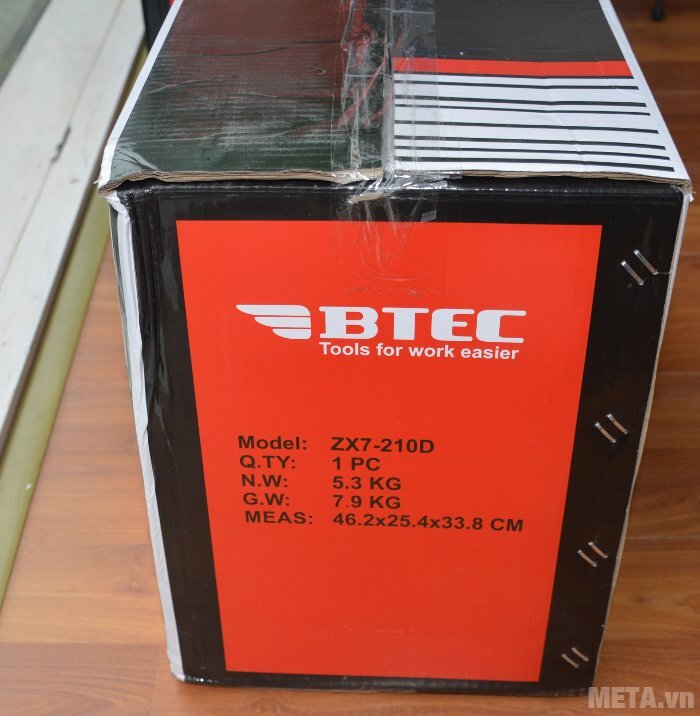 BTEC
Tools for work easier
Model: ZX7-210D
Q.TY: 1 PC
N.W: 5.3 KG
G.W: 7.9 KG
MEAS: 46.2x25.4x33.8 CM
META.vn